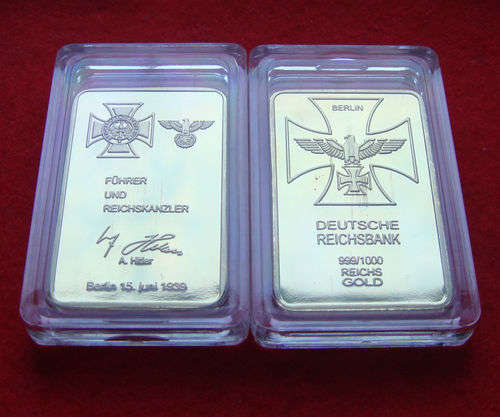 FÜHRER
UND
REICHSKANZLER
A. Hitler
Berlin 15. juni 1939
BERLIN
DEUTSCHE
REICHSBANK
999/1000
REICHS
GOLD